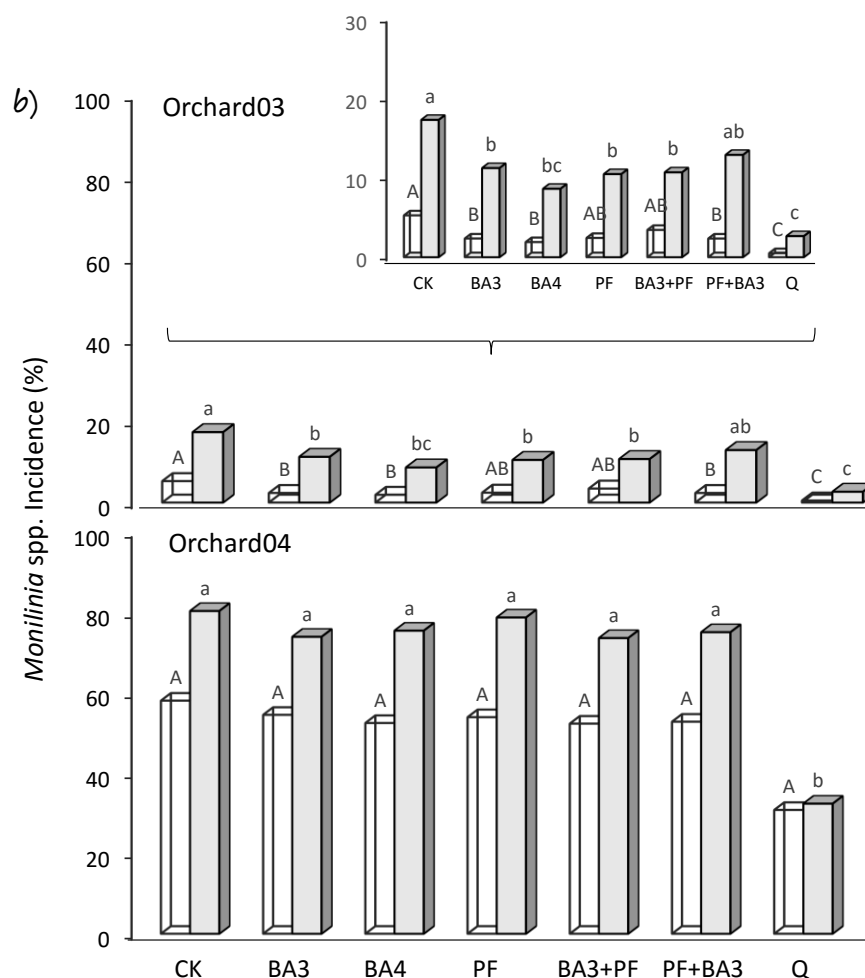 b)
Orchard03
30
20
10
0
a
A
b
B
bc
B
b
AB
b
AB
ab
B
c
C
CK BA3 BA4 PF BA3+PF PF+BA3 Q
Monilinia spp. Incidence (%)
100
80
60
40
20
0
a
A
b
B
bc
B
b
AB
b
AB
ab
B
c
C
Orchard04
100
80
60
40
20
0
a
A
a
A
a
A
a
A
a
A
a
A
b
A
CK BA3 BA4 PF BA3+PF PF+BA3 Q